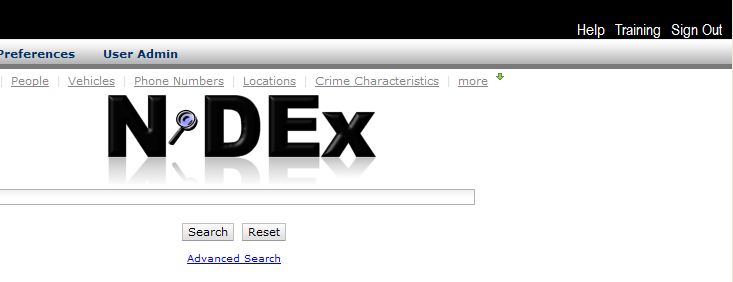 Help Training Sign Out
Preferences User Admin
People Vehicles Phone Numbers Locations Crime Characteristics more
N DEx
Search Reset
Advanced Search